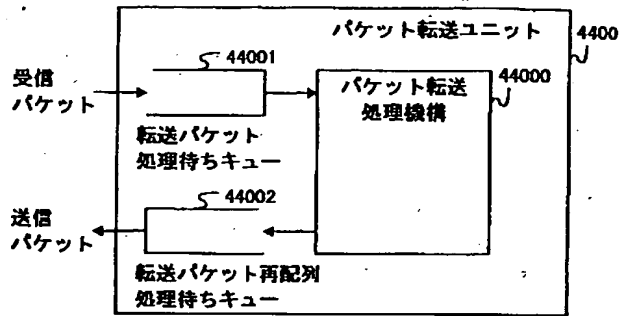 パケット転送ユニット
4400
44001
44000
受信
パケット
パケット転送
処理機構
転送パケット
処理待ちキュー
44002
送信
パケット
転送パケット再配列
処理待ちキュー